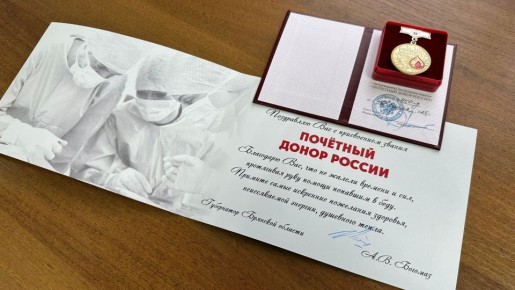 Поздравляю Вас с присвоением звания
ПОЧЁТНЫЙ
ДОНОР РОССИИ
Благодарю Вас, что не жалели времени и сил,
протягивая руку помощи попавшим в беду.
Примите самые искренние пожелания здоровья,
неиссякаемой энергии, душевного тепла.
Губернатор Брянской области
А.В. Богомаз